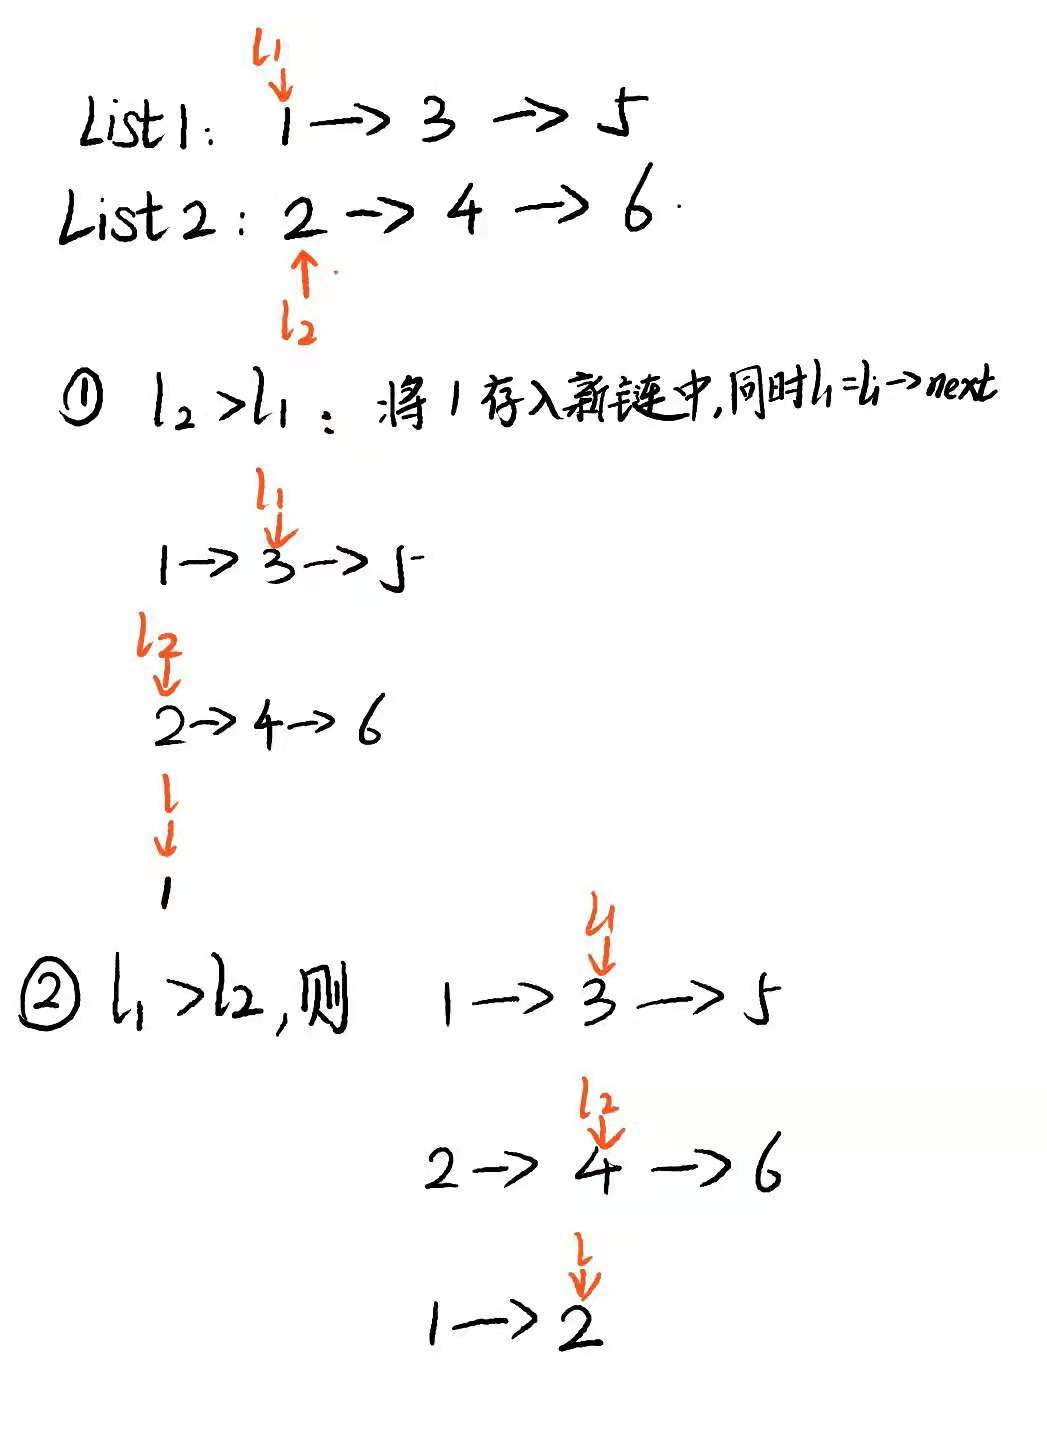 l1
↓
List1: 1 → 3 → 5
List2: 2 → 4 → 6
↑
l2
① l2 > l1: 将1存入新链中,同时l1=l1→next
l1
↓
1 → 3 → 5
l2
↓
2 → 4 → 6
l
↓
1
l1
↓
② l1 > l2,则 1 → 3 → 5
l2
↓
2 → 4 → 6
l
↓
1 → 2